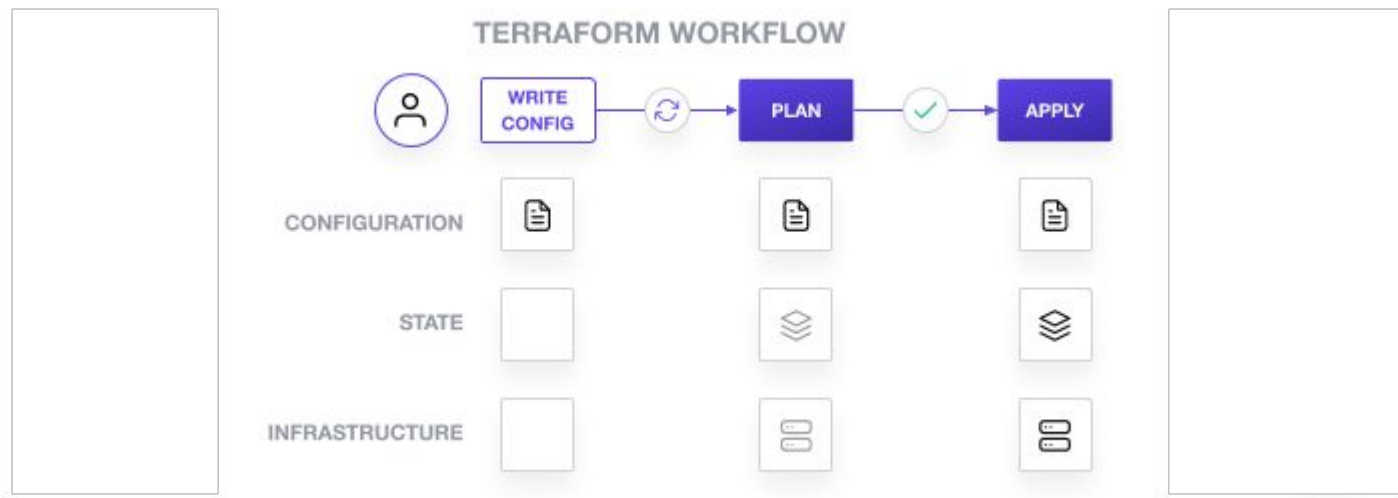 TERRAFORM WORKFLOW
WRITE
CONFIG
PLAN
APPLY
CONFIGURATION
STATE
INFRASTRUCTURE